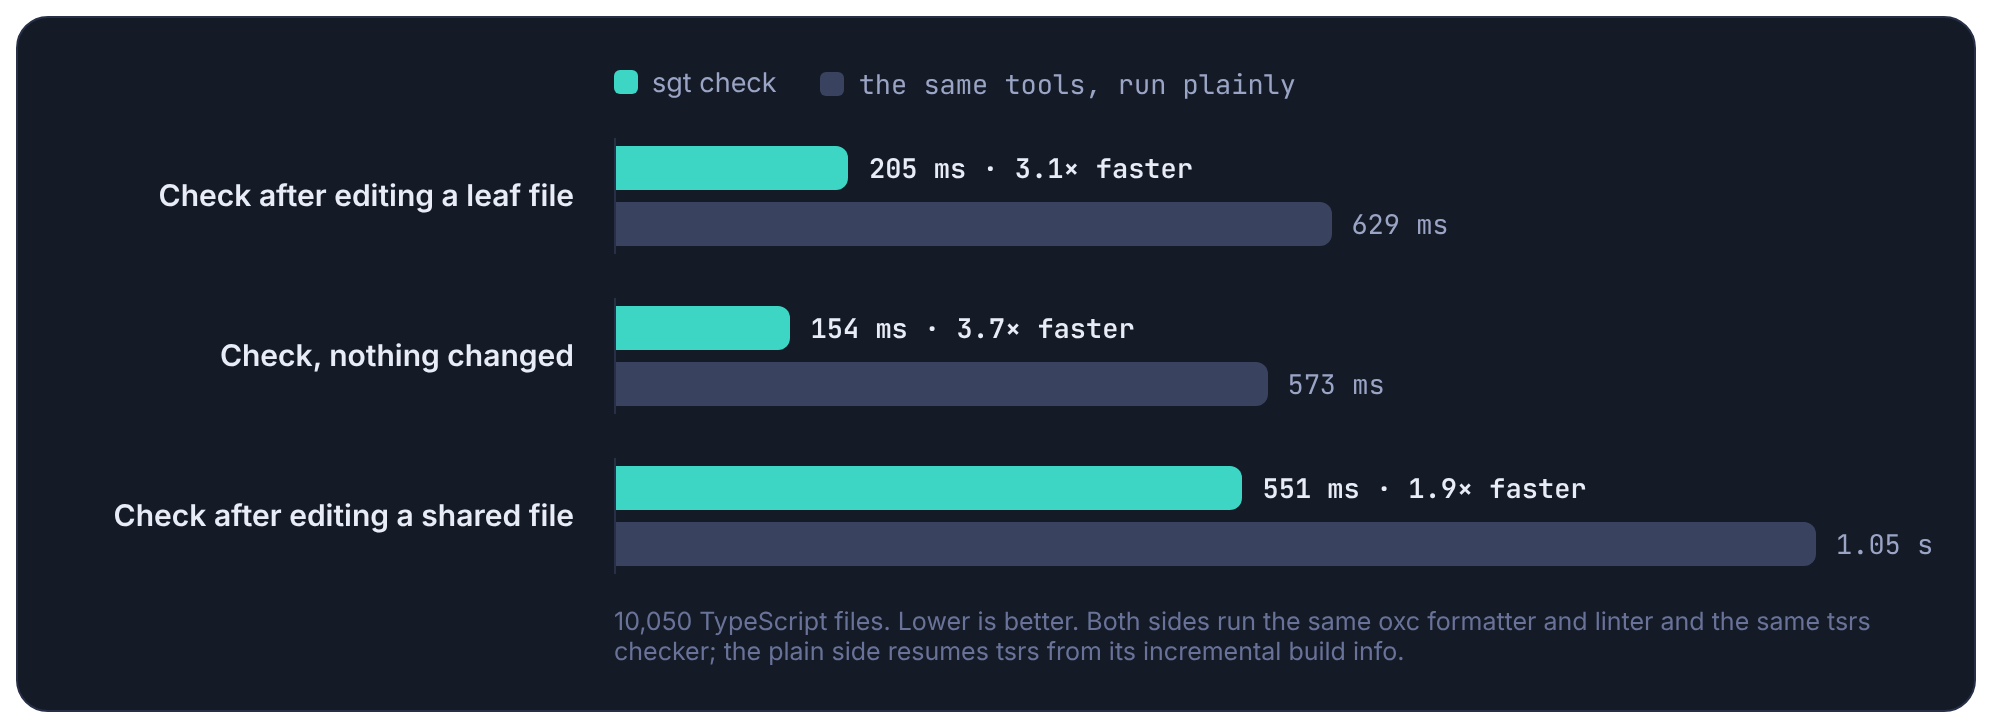 sgt check
the same tools, run plainly
Check after editing a leaf file
205 ms · 3.1× faster
629 ms
Check, nothing changed
154 ms · 3.7× faster
573 ms
Check after editing a shared file
551 ms · 1.9× faster
1.05 s
10,050 TypeScript files. Lower is better. Both sides run the same oxc formatter and linter and the same tsrs
checker; the plain side resumes tsrs from its incremental build info.